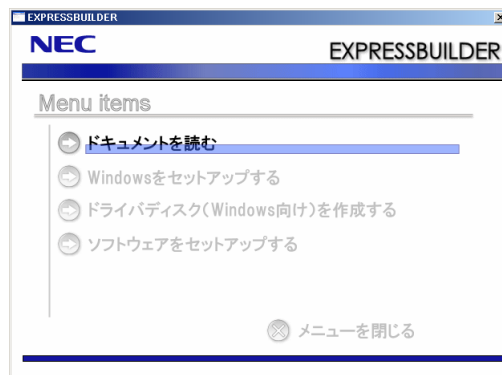 EXPRESSBUILDER
NEC
EXPRESSBUILDER
Menu items
ドキュメントを読む
Windowsをセットアップする
ドライバディスク(Windows向け)を作成する
ソフトウェアをセットアップする
メニューを閉じる